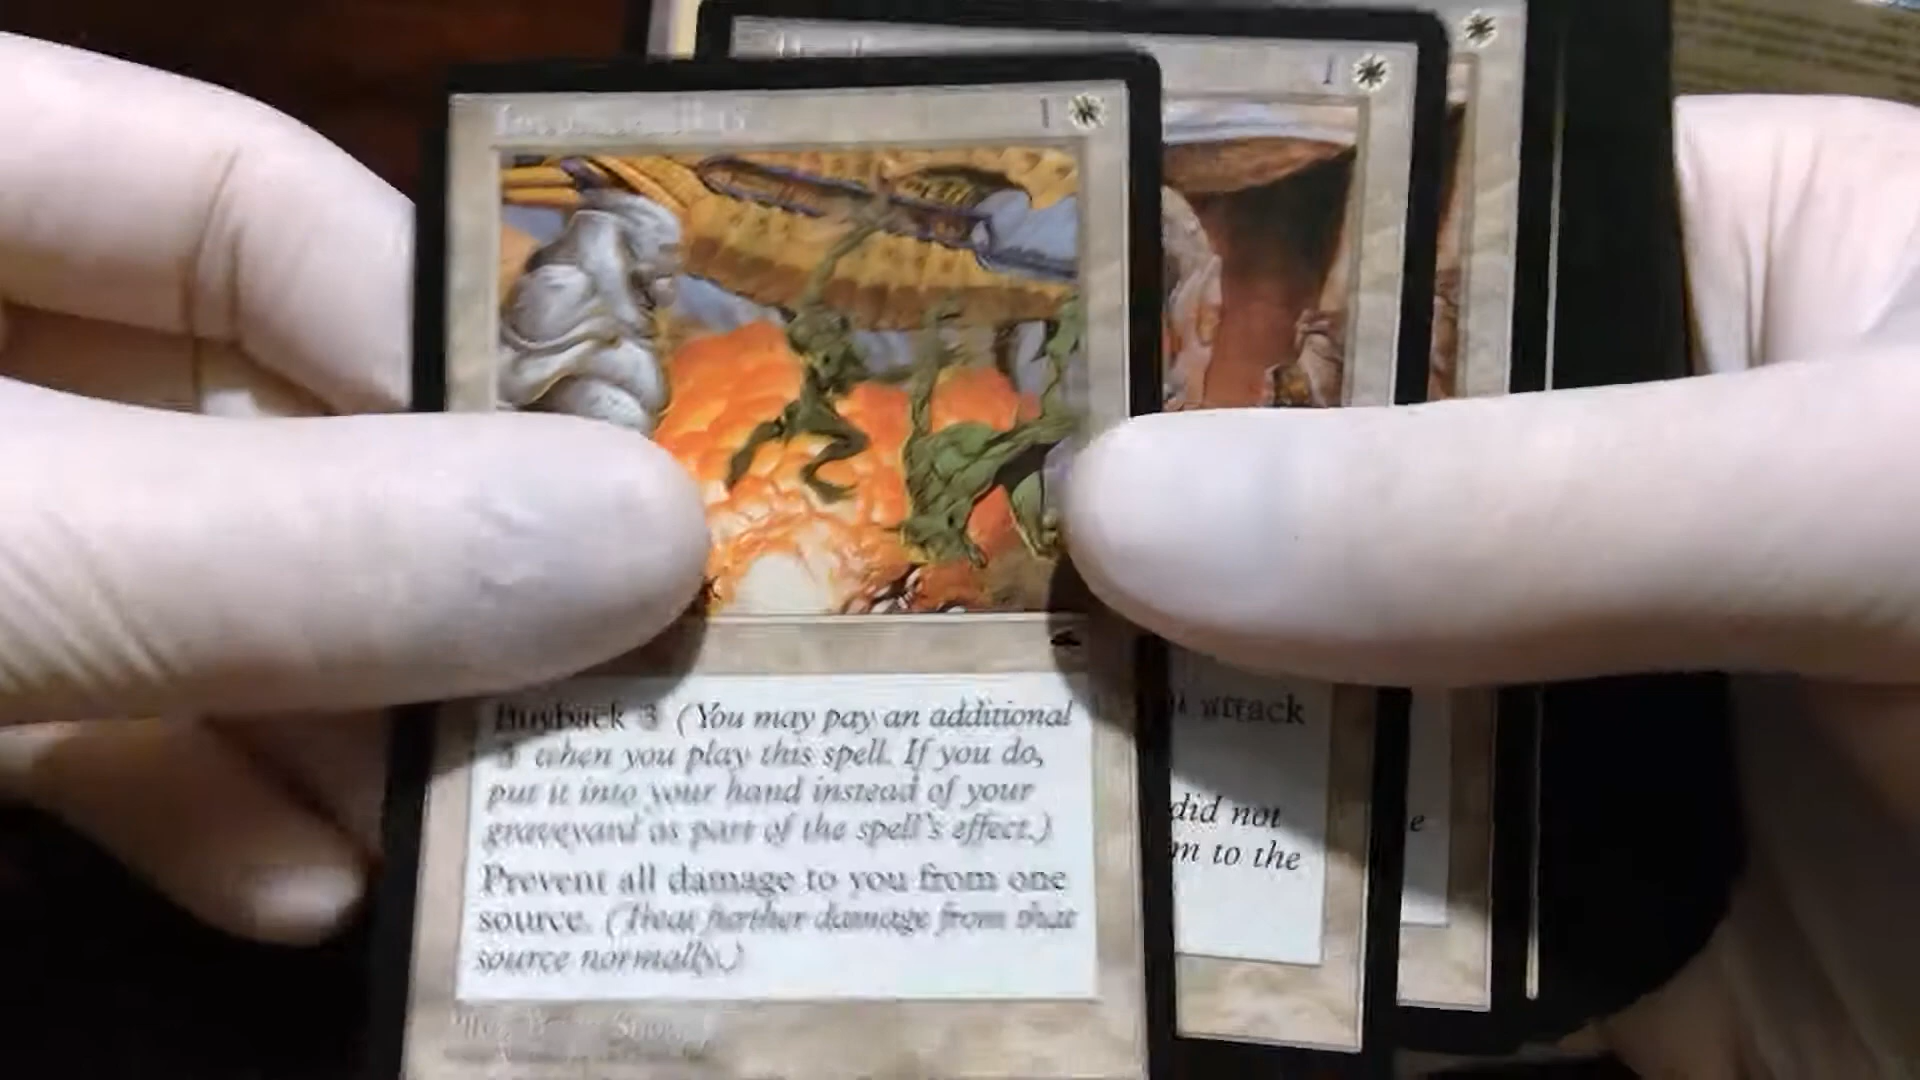 Invulnerability 1
1
Buyback 3 (You may pay an additional
3 when you play this spell. If you do,
put it into your hand instead of your
graveyard as part of the spell's effect.)
Prevent all damage to you from one
source. (Treat further damage from that
source normally.)
attack
did not
m to the
e